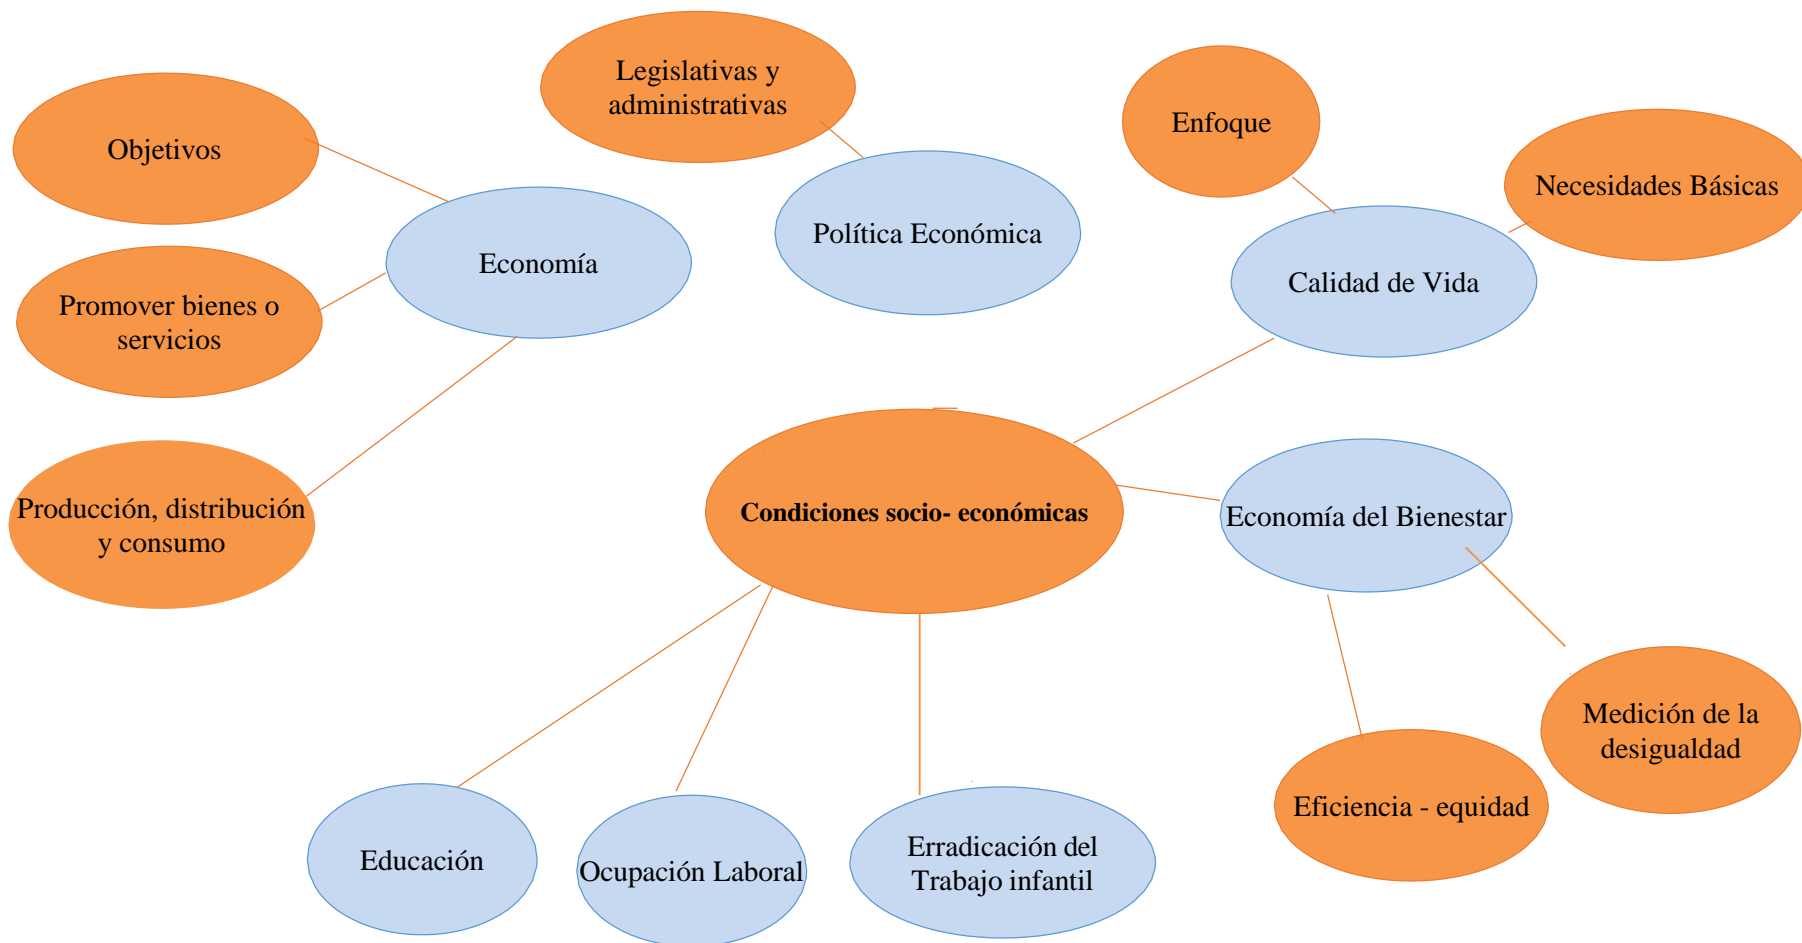 Legislativas y
administrativas
Objetivos
Enfoque
Necesidades Básicas
Política Económica
Economía
Calidad de Vida
Promover bienes o
servicios
Producción, distribución
y consumo
Condiciones socio- económicas
Economía del Bienestar
Medición de la
desigualdad
Eficiencia - equidad
Educación
Ocupación Laboral
Erradicación del
Trabajo infantil